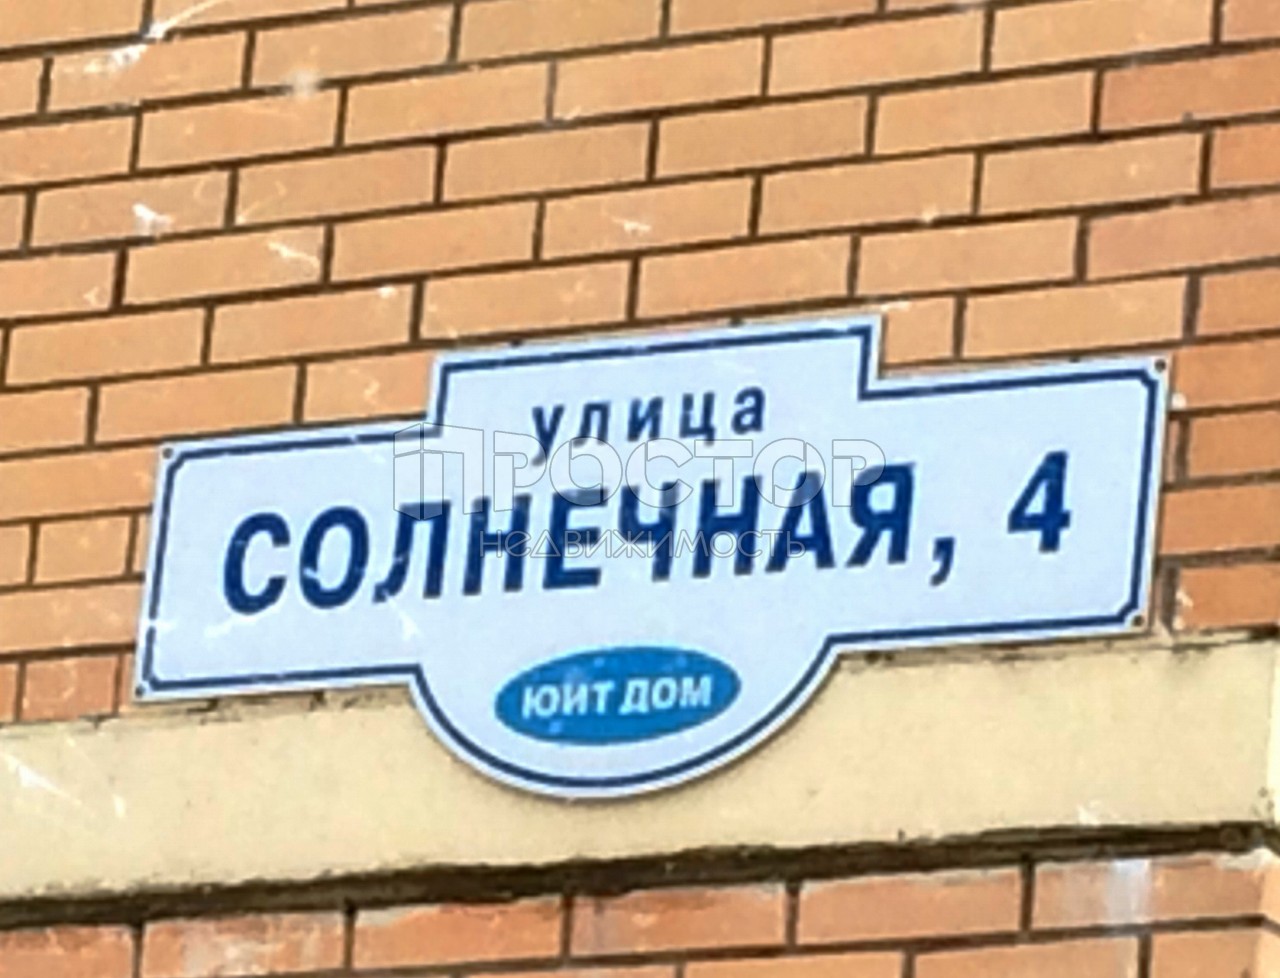 улица
ПРОСТОР
СОЛНЕЧНАЯ, 4
недвижимость
ЮИТ ДОМ